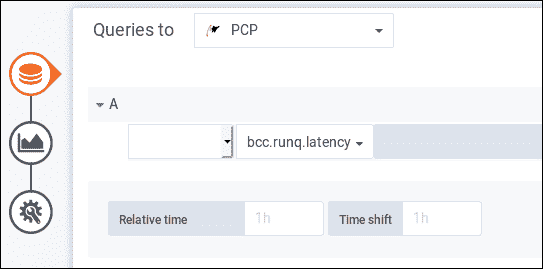 Queries to PCP
A
bcc.runq.latency
Relative time 1h Time shift 1h